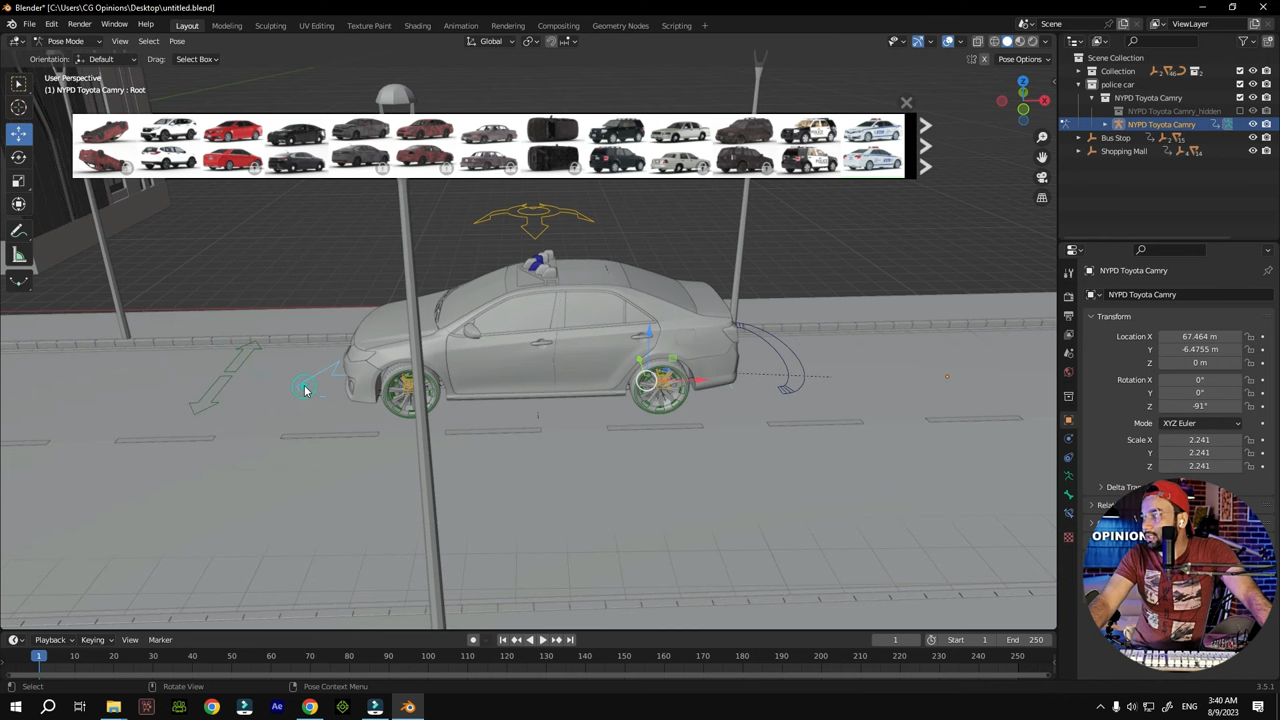 Blender* [C:\Users\CG Opinions\Desktop\untitled.blend]
File Edit Render Window Help Layout Modeling Sculpting UV Editing Texture Paint Shading Animation Rendering Compositing Geometry Nodes Scripting + Scene ViewLayer
Pose Mode View Select Pose Global
Orientation: Default Drag: Select Box X Pose Options
User Perspective
(1) NYPD Toyota Camry : Root
Scene Collection
Collection
police car
NYPD Toyota Camry
NYPD Toyota Camry_hidden
NYPD Toyota Camry
Bus Stop
Shopping Mall
NYPD Toyota Camry
NYPD Toyota Camry
Transform
Location X 67.464 m
Y -6.4755 m
Z 0 m
Rotation X 0°
Y 0°
Z -91°
Mode XYZ Euler
Scale X 2.241
Y 2.241
Z 2.241
Delta Tra
OPINION
Playback Keying View Marker 1 Start 1 End 250
1 10 20 30 40 50 60 70 80 90 100 110 120 130 140 150 160 170 180 190 200 210 220 230 240 250
Select Rotate View Pose Context Menu 3.5.1
3:40 AM
8/9/2023